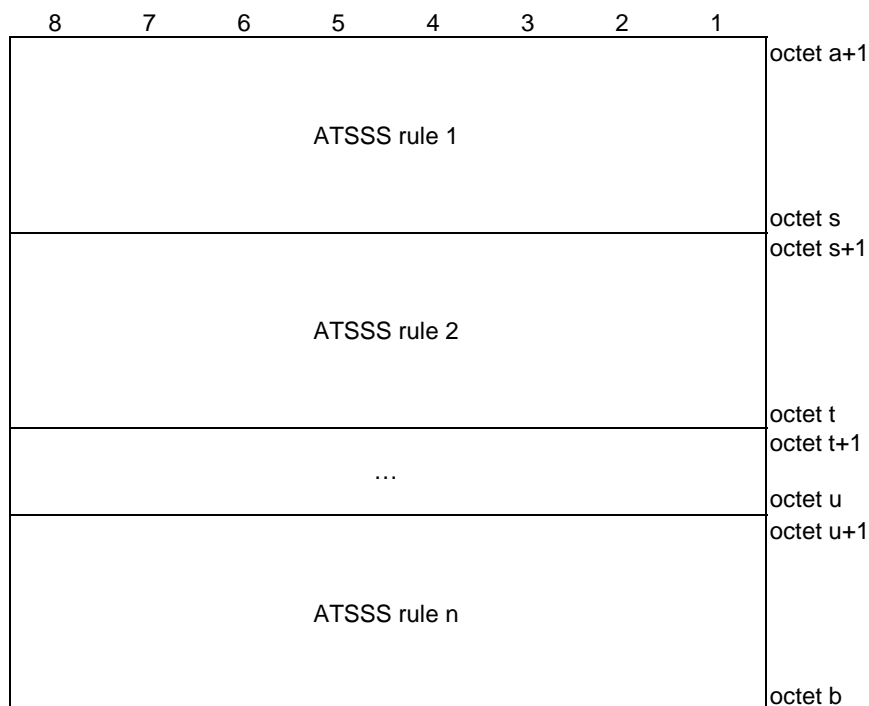 8 7 6 5 4 3 2 1
octet a+1
ATSSS rule 1
octet s
octet s+1
ATSSS rule 2
octet t
octet t+1
…
octet u
octet u+1
ATSSS rule n
octet b